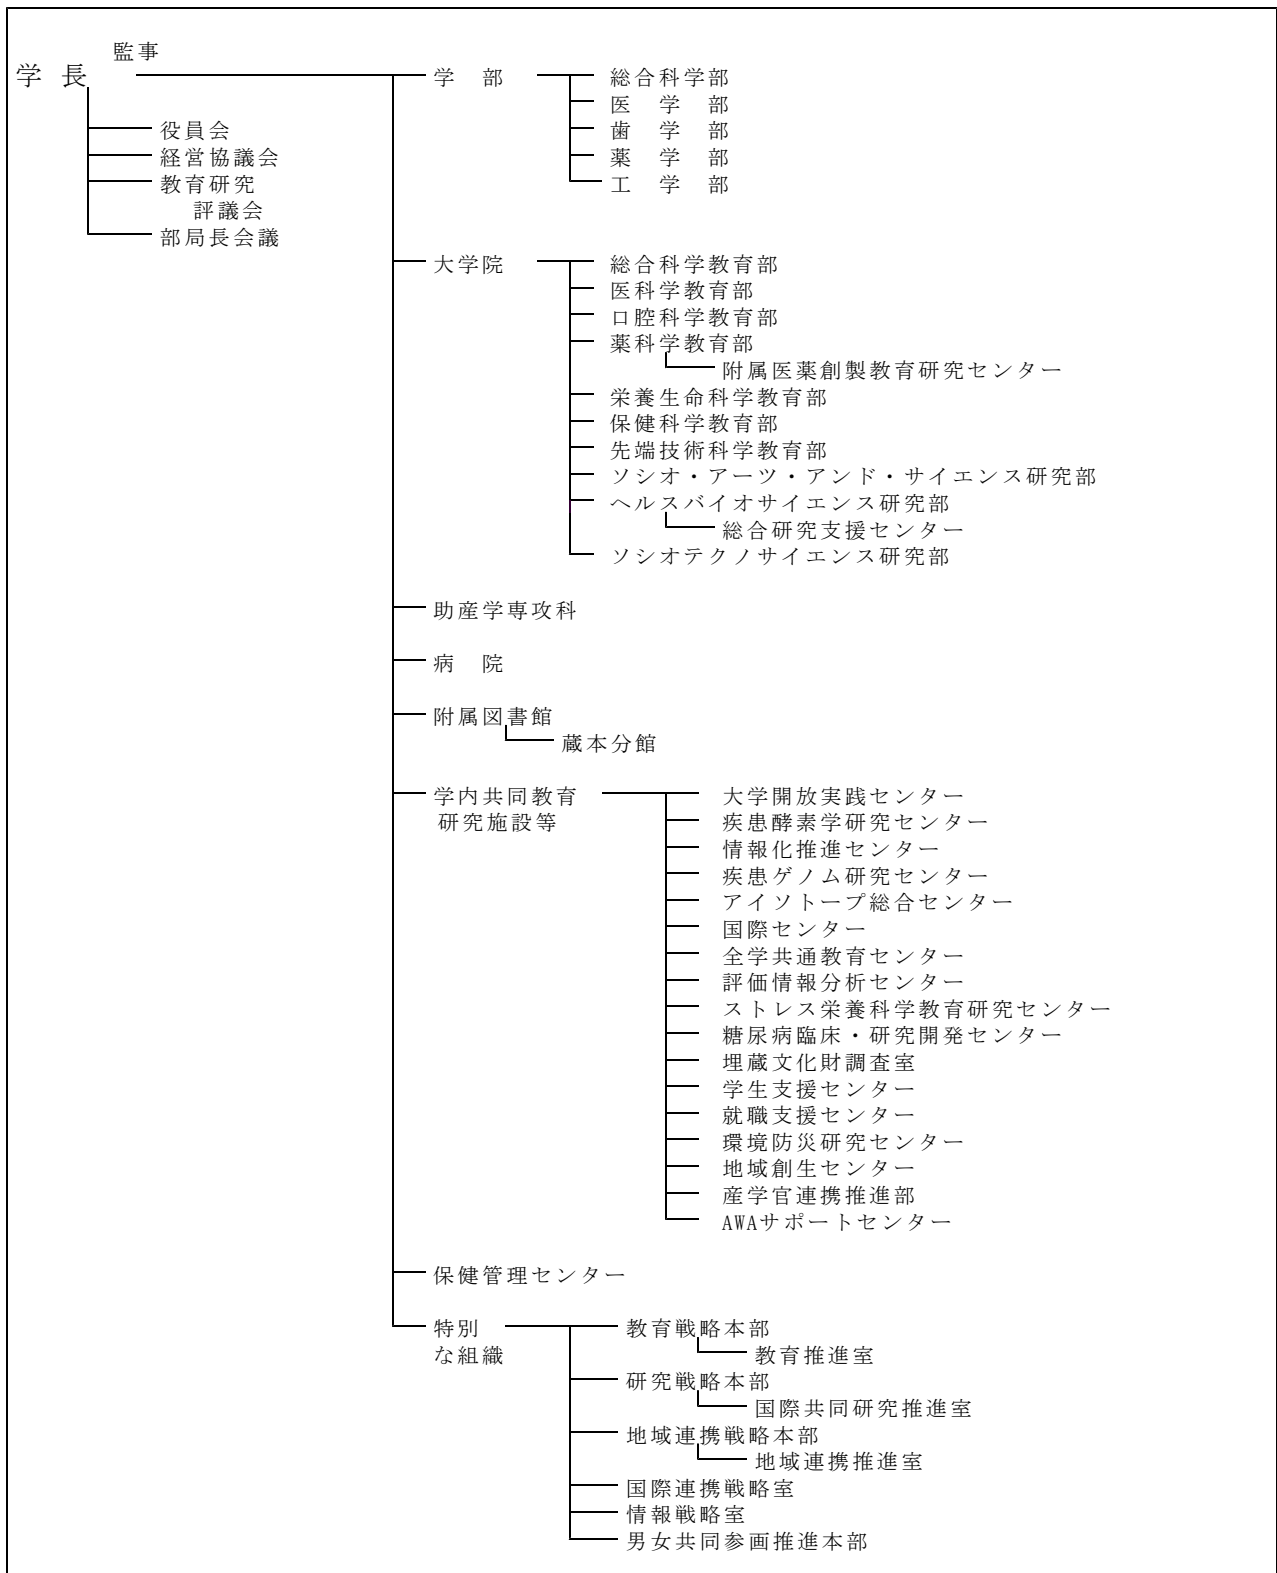 監事
学長
学部
総合科学部
医学部
歯学部
薬学部
工学部
役員会
経営協議会
教育研究
評議会
部局長会議
大学院
総合科学教育部
医科学教育部
口腔科学教育部
薬科学教育部
附属医薬創製教育研究センター
栄養生命科学教育部
保健科学教育部
先端技術科学教育部
ソシオ・アーツ・アンド・サイエンス研究部
ヘルスバイオサイエンス研究部
総合研究支援センター
ソシオテクノサイエンス研究部
助産学専攻科
病院
附属図書館
蔵本分館
学内共同教育
研究施設等
大学開放実践センター
疾患酵素学研究センター
情報化推進センター
疾患ゲノム研究センター
アイソトープ総合センター
国際センター
全学共通教育センター
評価情報分析センター
ストレス栄養科学教育研究センター
糖尿病臨床・研究開発センター
埋蔵文化財調査室
学生支援センター
就職支援センター
環境防災研究センター
地域創生センター
産学官連携推進部
AWAサポートセンター
保健管理センター
特別
な組織
教育戦略本部
教育推進室
研究戦略本部
国際共同研究推進室
地域連携戦略本部
地域連携推進室
国際連携戦略室
情報戦略室
男女共同参画推進本部